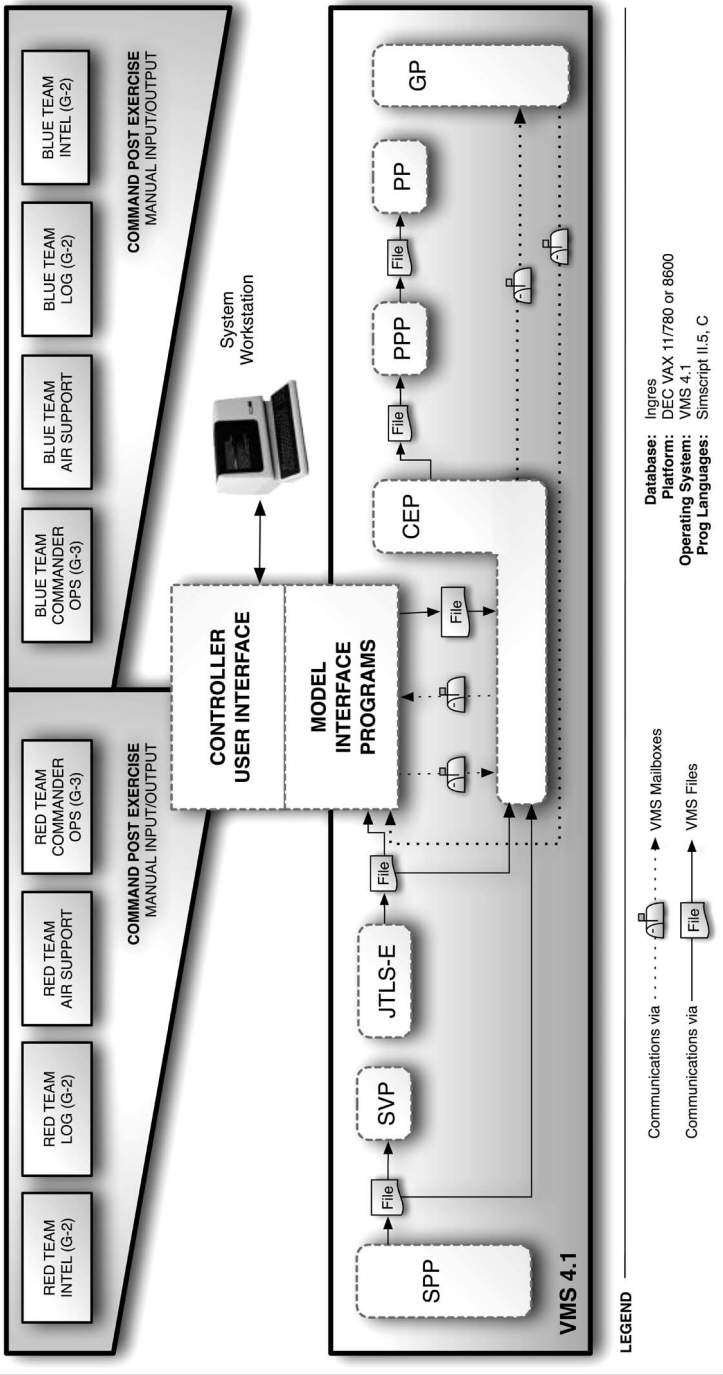 RED TEAM
INTEL (G-2)
RED TEAM
LOG (G-2)
RED TEAM
AIR SUPPORT
RED TEAM
COMMANDER
OPS (G-3)
BLUE TEAM
COMMANDER
OPS (G-3)
BLUE TEAM
AIR SUPPORT
BLUE TEAM
LOG (G-2)
BLUE TEAM
INTEL (G-2)
COMMAND POST EXERCISE
MANUAL INPUT/OUTPUT
COMMAND POST EXERCISE
MANUAL INPUT/OUTPUT
CONTROLLER
USER INTERFACE
System
Workstation
MODEL
INTERFACE
PROGRAMS
SPP
File
SVP
JTLS-E
File
File
CEP
File
PPP
File
PP
GP
VMS 4.1
LEGEND
Communications via
VMS Mailboxes
Communications via
File
VMS Files
Database: Ingres
Platform: DEC VAX 11/780 or 8600
Operating System: VMS 4.1
Prog Languages: Simscript II.5, C